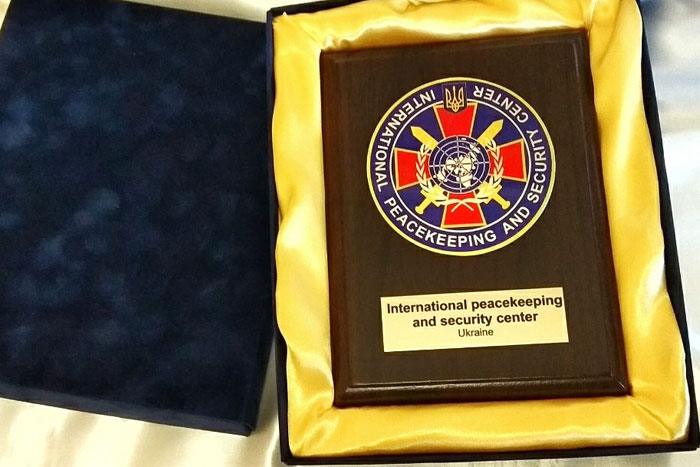 INTERNATIONAL PEACEKEEPING AND SECURITY CENTER
International peacekeeping
and security center
Ukraine